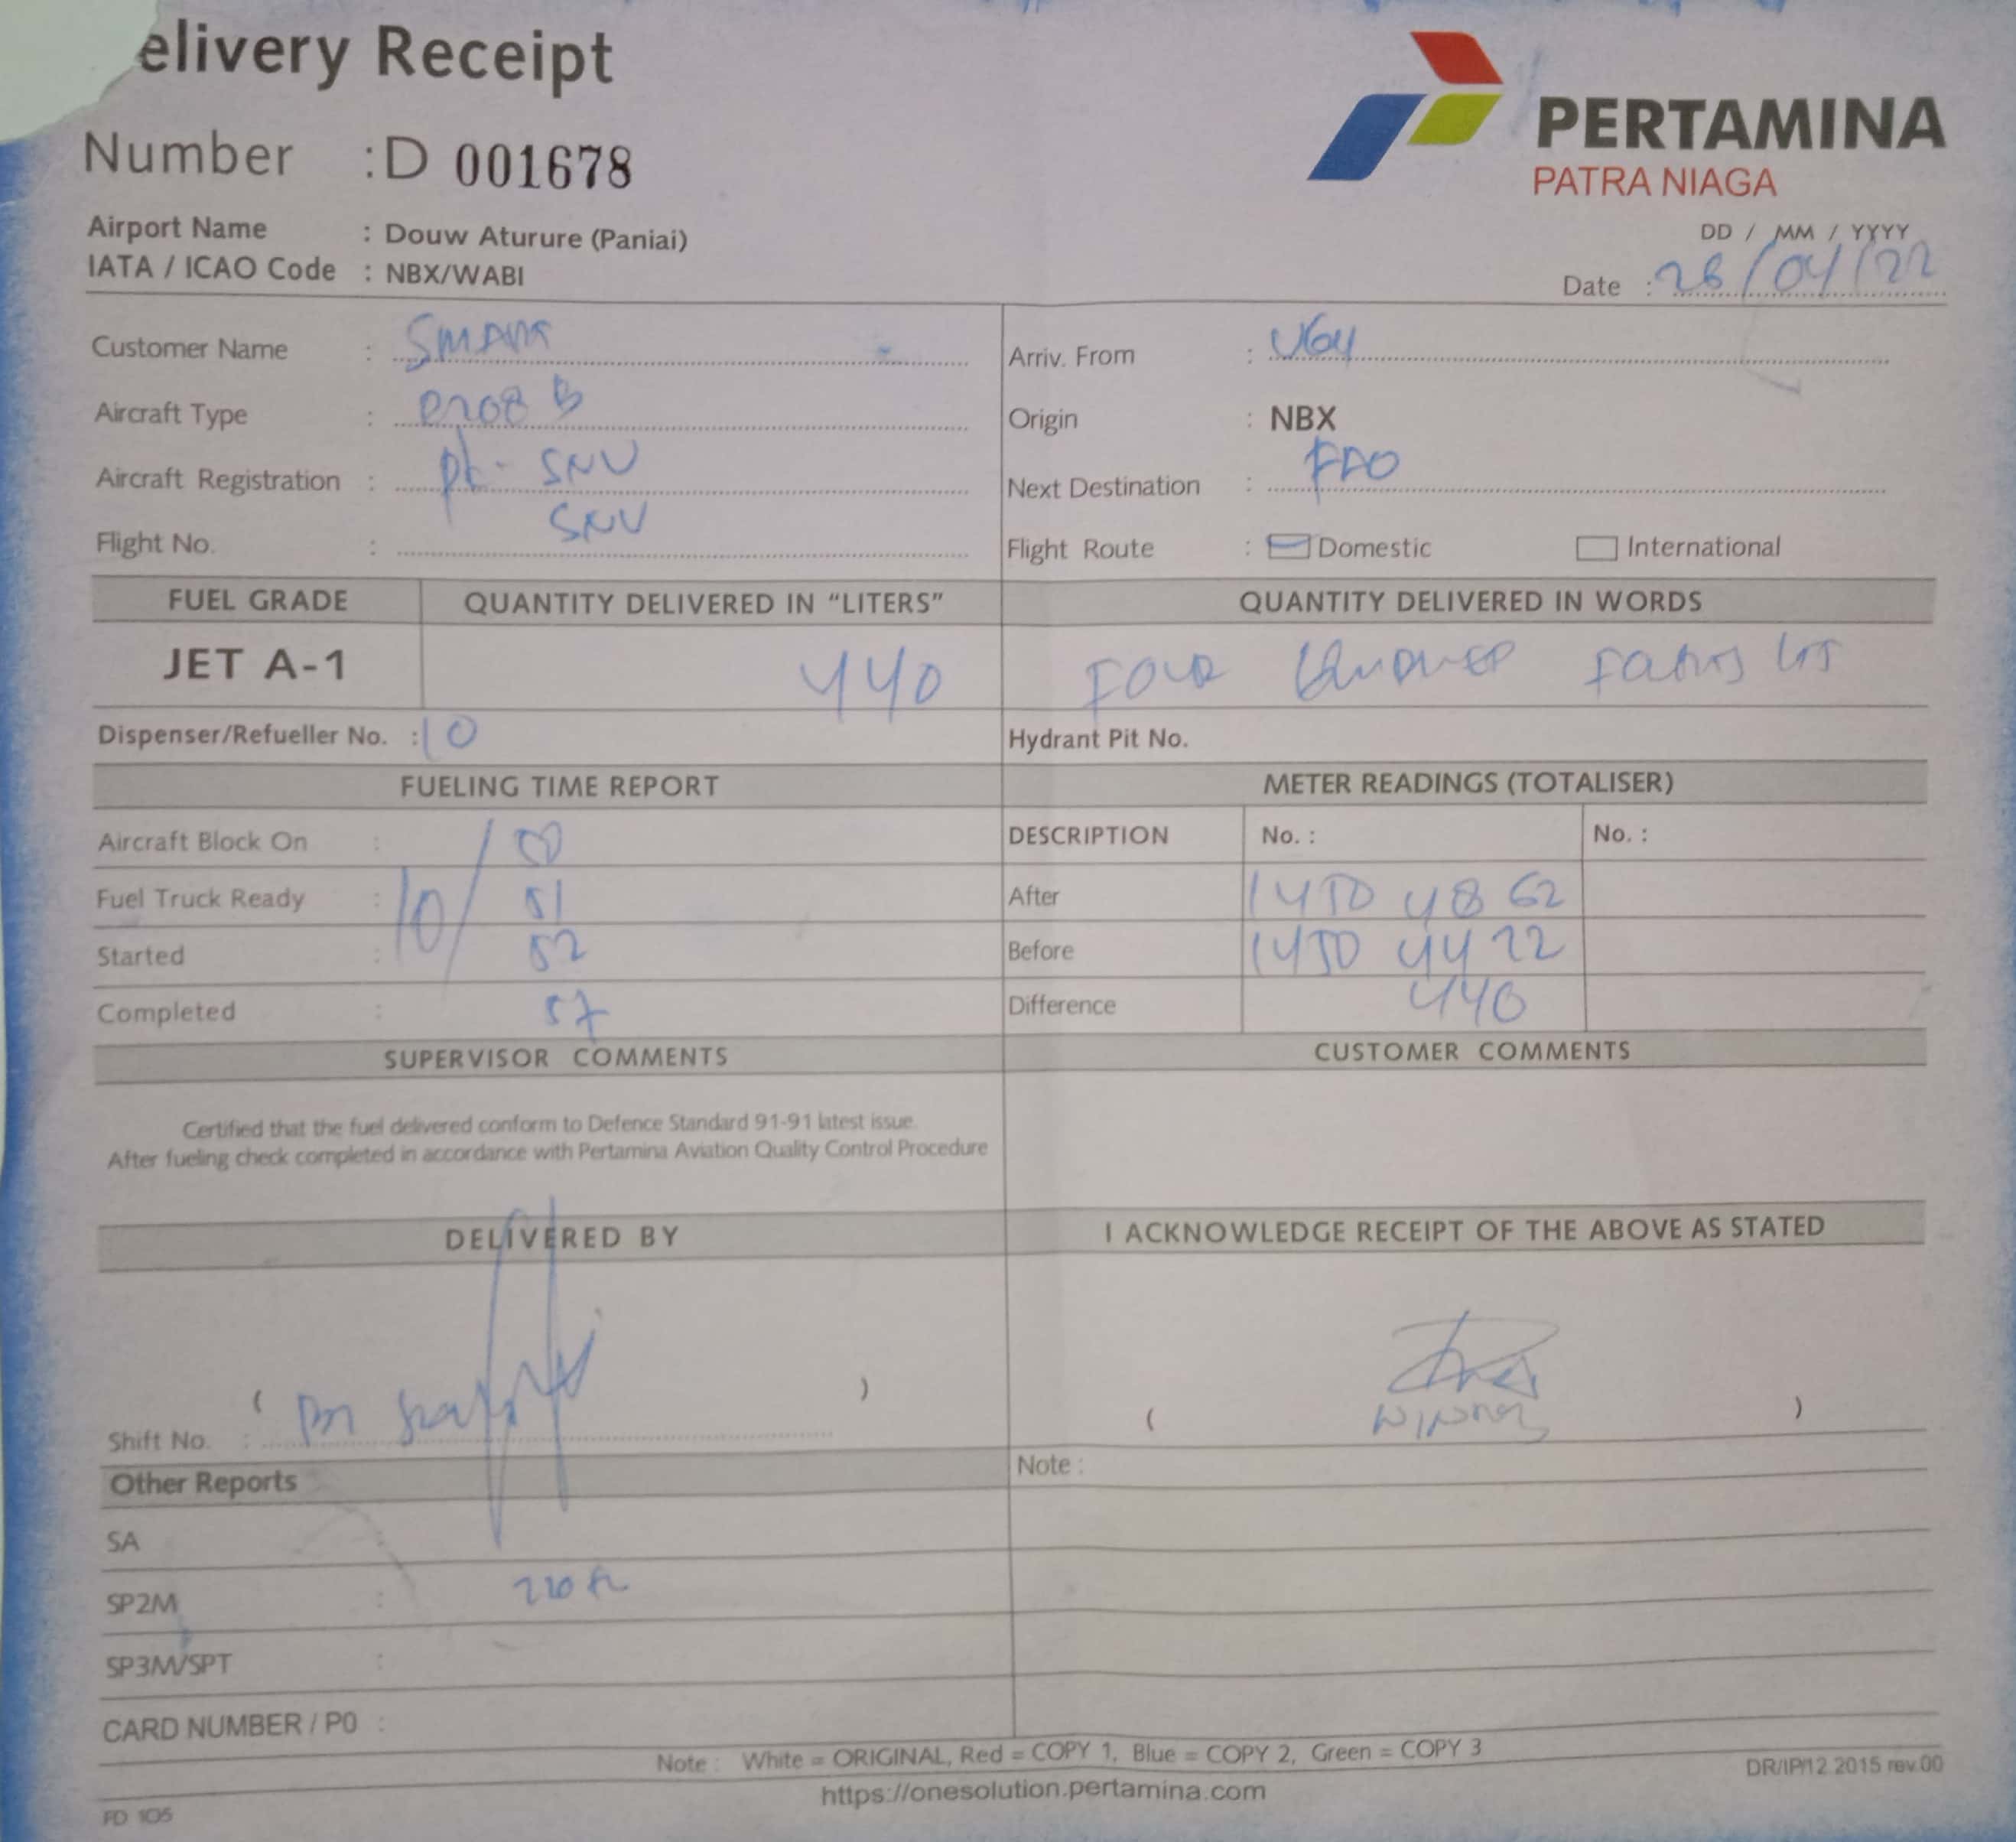 elivery Receipt
Number : D 001678
PERTAMINA
PATRA NIAGA
Airport Name : Douw Aturure (Paniai)
IATA / ICAO Code : NBX/WABI
DD / MM / YYYY
Date : 28/04/22
Customer Name : SMART
Arriv. From : UGU
Aircraft Type : C208 B
Origin : NBX
Aircraft Registration : PK - SNU
Next Destination : FAO
Flight No. : SNV
Flight Route : Domestic International
FUEL GRADE QUANTITY DELIVERED IN "LITERS" QUANTITY DELIVERED IN WORDS
JET A-1 440 FOUR
Dispenser/Refueller No. : 10 Hydrant Pit No.
FUELING TIME REPORT METER READINGS (TOTALISER)
Aircraft Block On : DESCRIPTION No. : No. :
Fuel Truck Ready : 10 / 51 After 1450 48 62
Started : 52 Before 1450 44 22
Completed : 57 Difference 440
SUPERVISOR COMMENTS CUSTOMER COMMENTS
Certified that the fuel delivered conform to Defence Standard 91-91 latest issue.
After fueling check completed in accordance with Pertamina Aviation Quality Control Procedure
DELIVERED BY I ACKNOWLEDGE RECEIPT OF THE ABOVE AS STATED
( ) ( )
Shift No. :
Other Reports Note :
SA :
SP2M :
SP3M/SPT :
CARD NUMBER / PO :
Note : White = ORIGINAL, Red = COPY 1, Blue = COPY 2, Green = COPY 3
https://onesolution.pertamina.com
DR/IP/12 2015 rev.00
FD 105